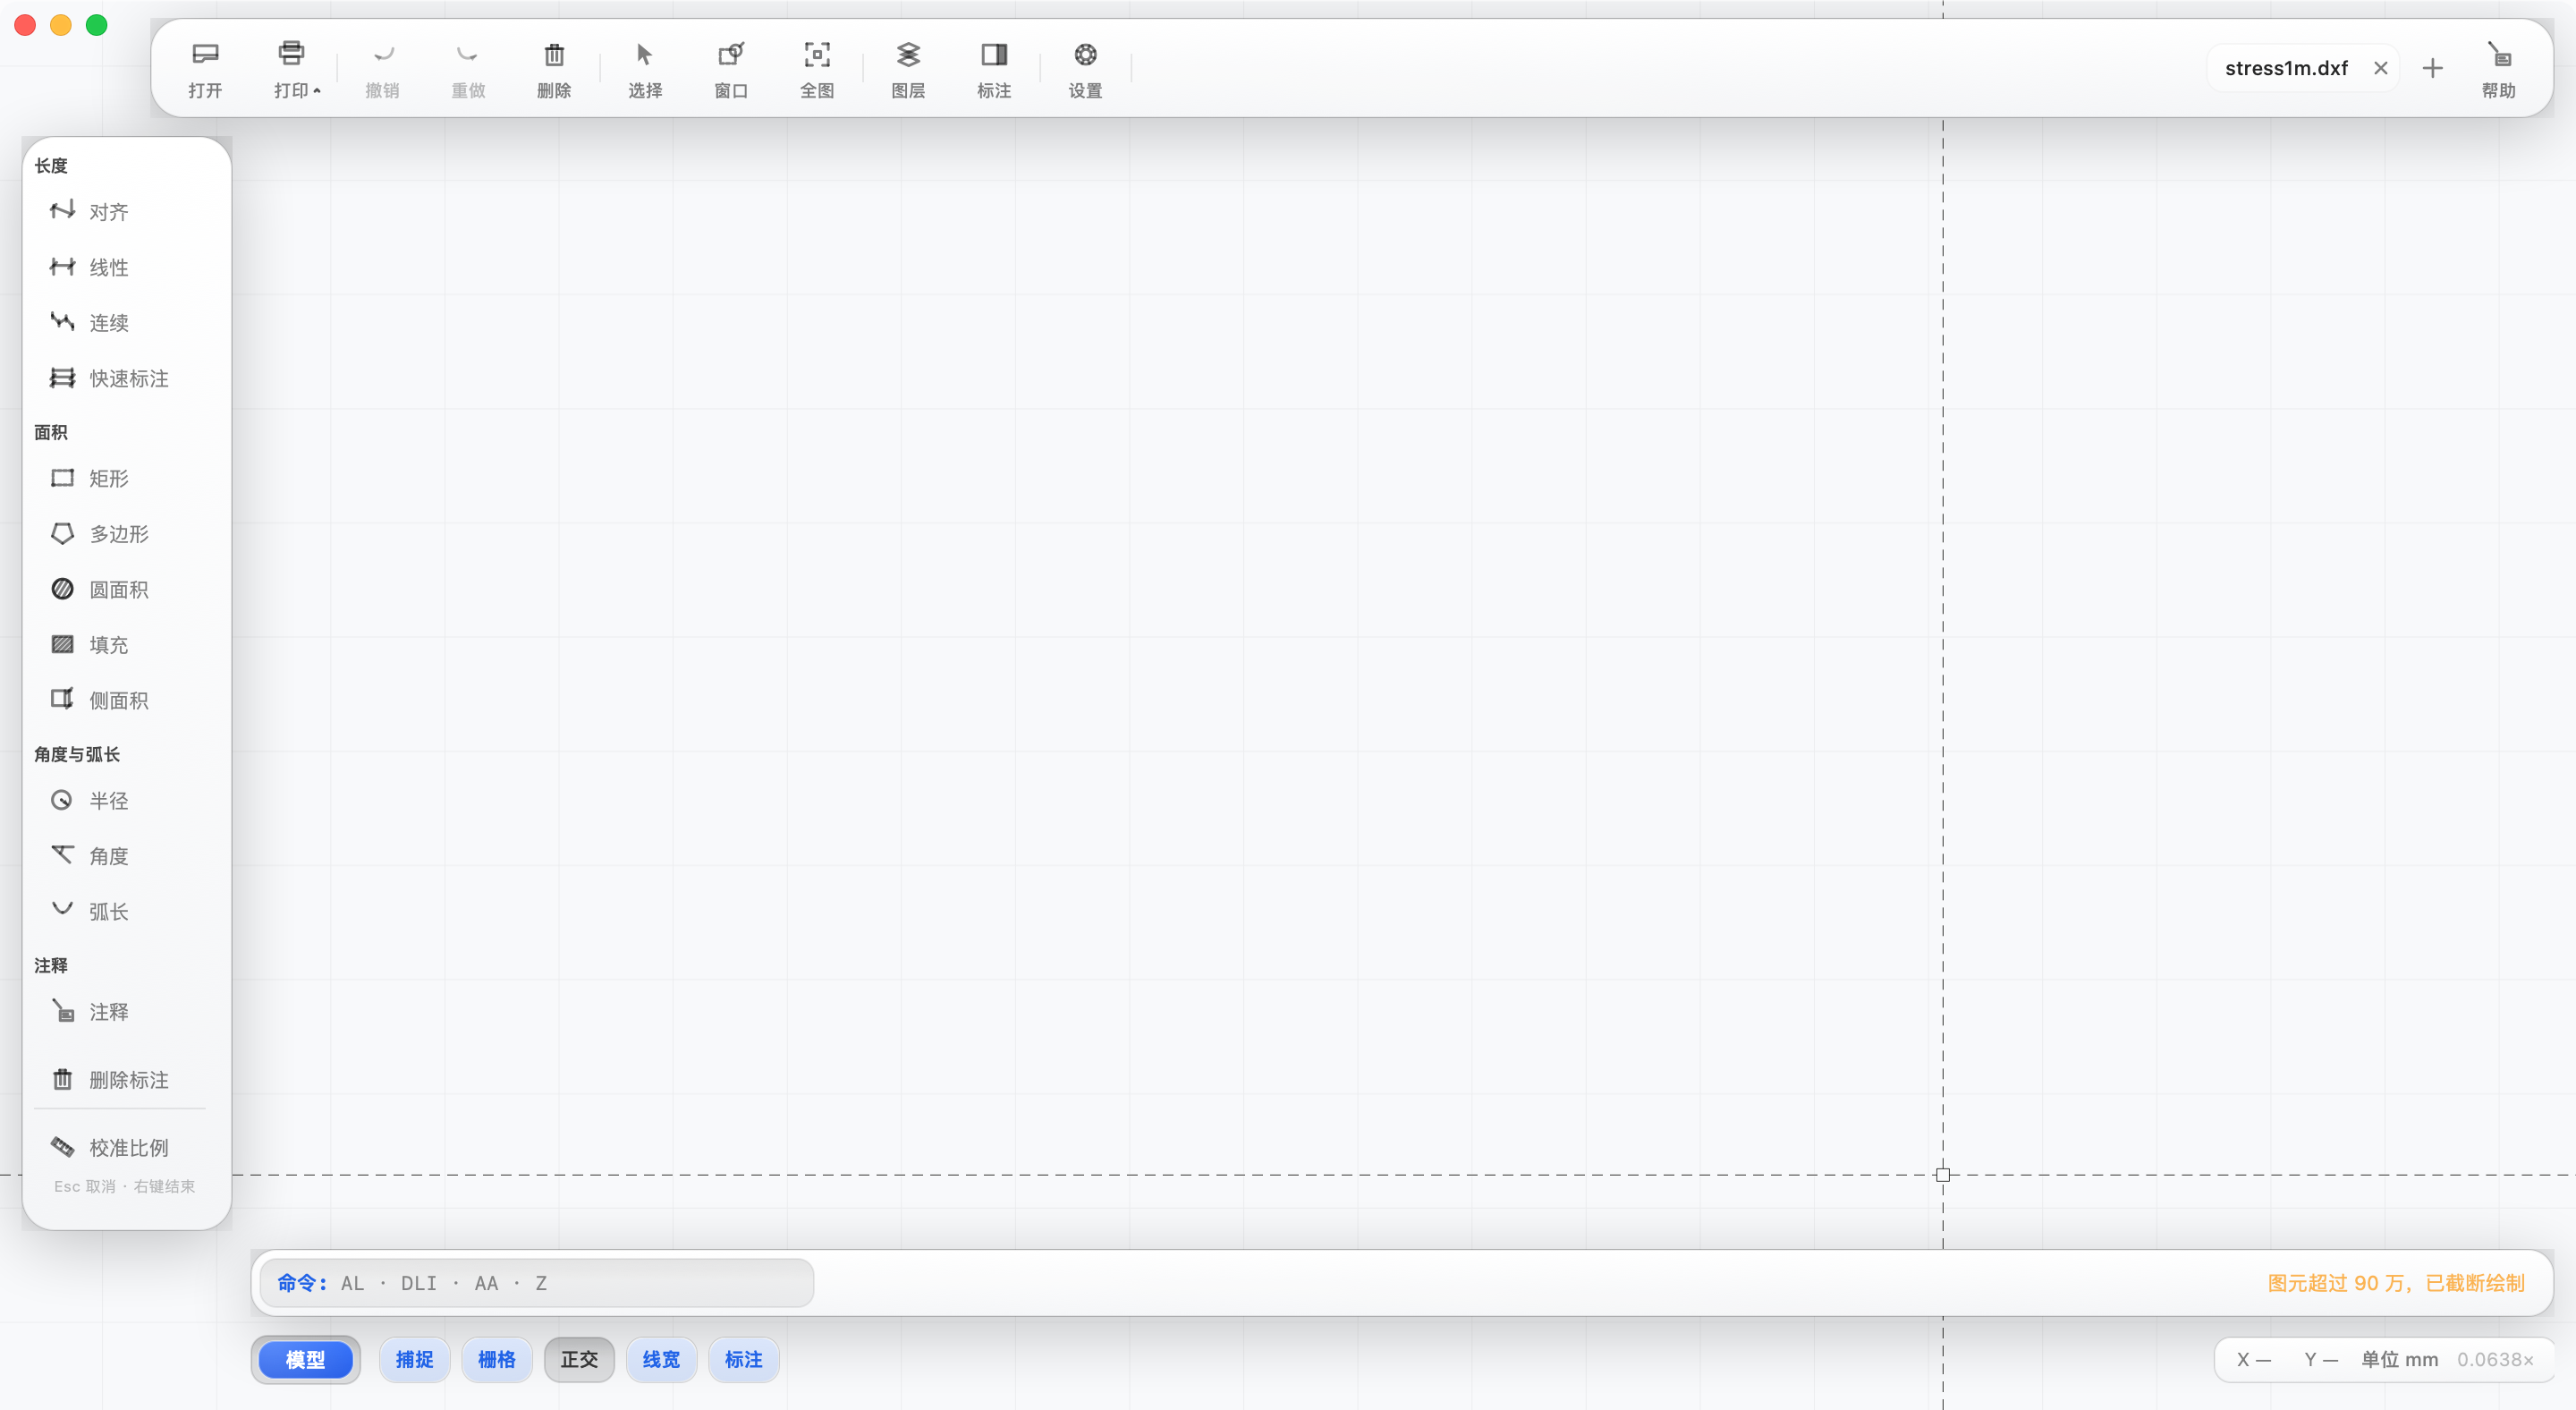 打开 打印 撤销 重做 删除 选择 窗口 全图 图层 标注 设置 stress1m.dxf 帮助
长度
对齐
线性
连续
快速标注
面积
矩形
多边形
圆面积
填充
侧面积
角度与弧长
半径
角度
弧长
注释
注释
删除标注
校准比例
Esc 取消 · 右键结束
命令: AL · DLI · AA · Z 图元超过 90 万，已截断绘制
模型 捕捉 栅格 正交 线宽 标注 X — Y — 单位 mm 0.0638×